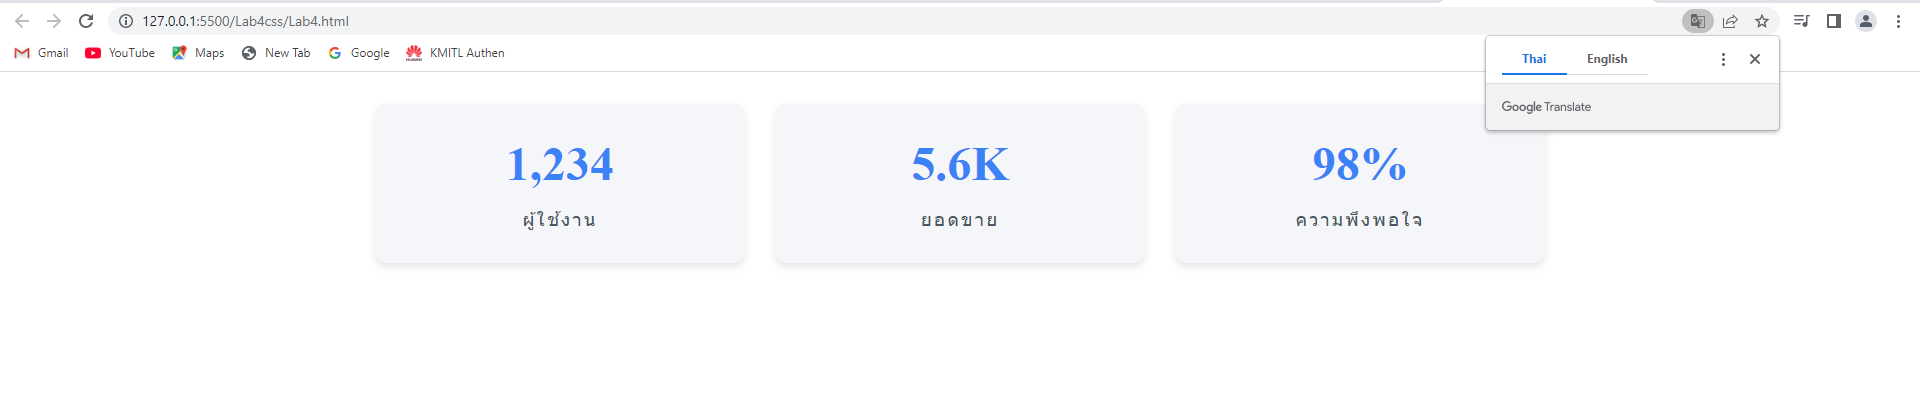 127.0.0.1:5500/Lab4css/Lab4.html
Gmail YouTube Maps New Tab Google HUAWEI KMITL Authen
Thai English
Google Translate
1,234 5.6K 98%
ผู้ใช้งาน ยอดขาย ความพึงพอใจ